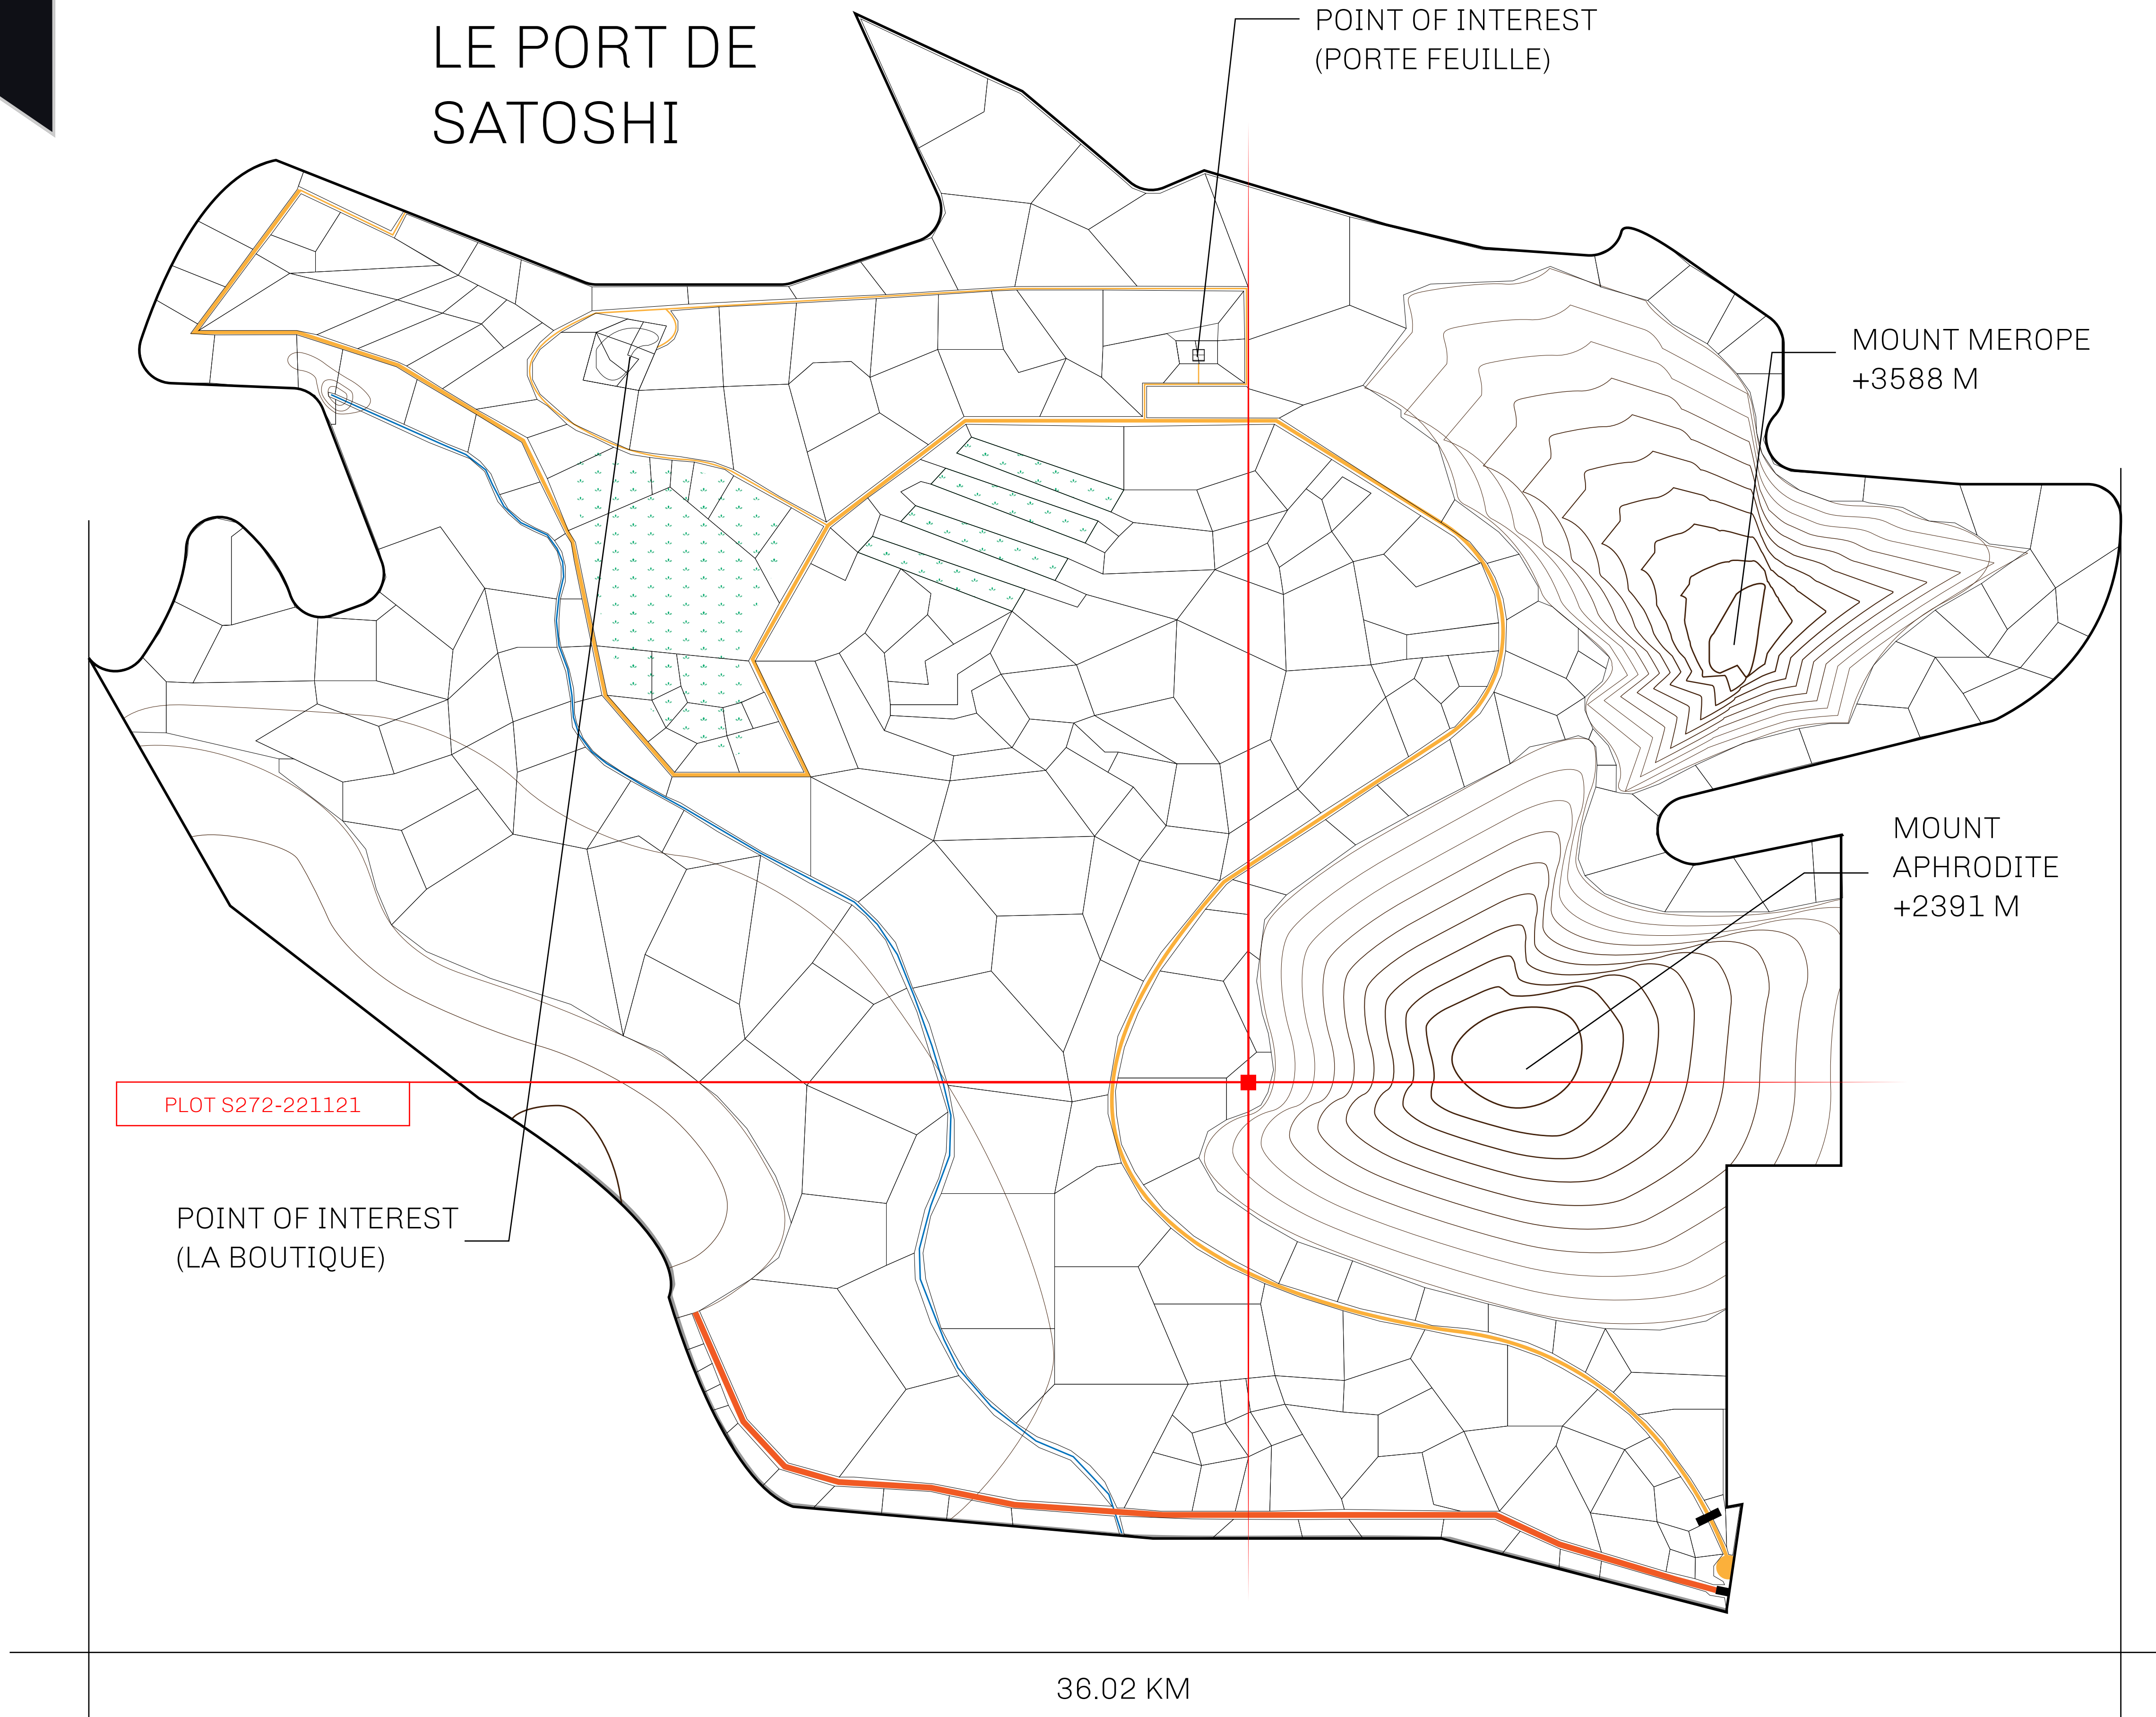 LE PORT DE
SATOSHI
POINT OF INTEREST
(PORTE FEUILLE)
MOUNT MEROPE
+3588 M
MOUNT
APHRODITE
+2391 M
PLOT S272-221121
POINT OF INTEREST
(LA BOUTIQUE)
36.02 KM